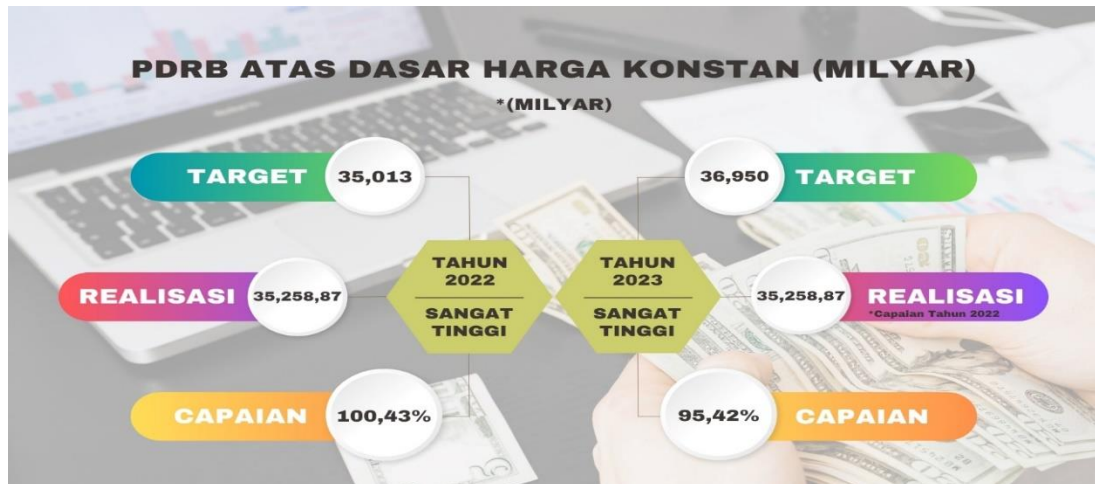 PDRB ATAS DASAR HARGA KONSTAN (MILYAR)
*(MILYAR)
TARGET 35,013
REALISASI 35,258,87
CAPAIAN 100,43%
TAHUN
2022
SANGAT
TINGGI
TAHUN
2023
SANGAT
TINGGI
36,950 TARGET
35,258,87 REALISASI
*Capaian Tahun 2022
95,42% CAPAIAN